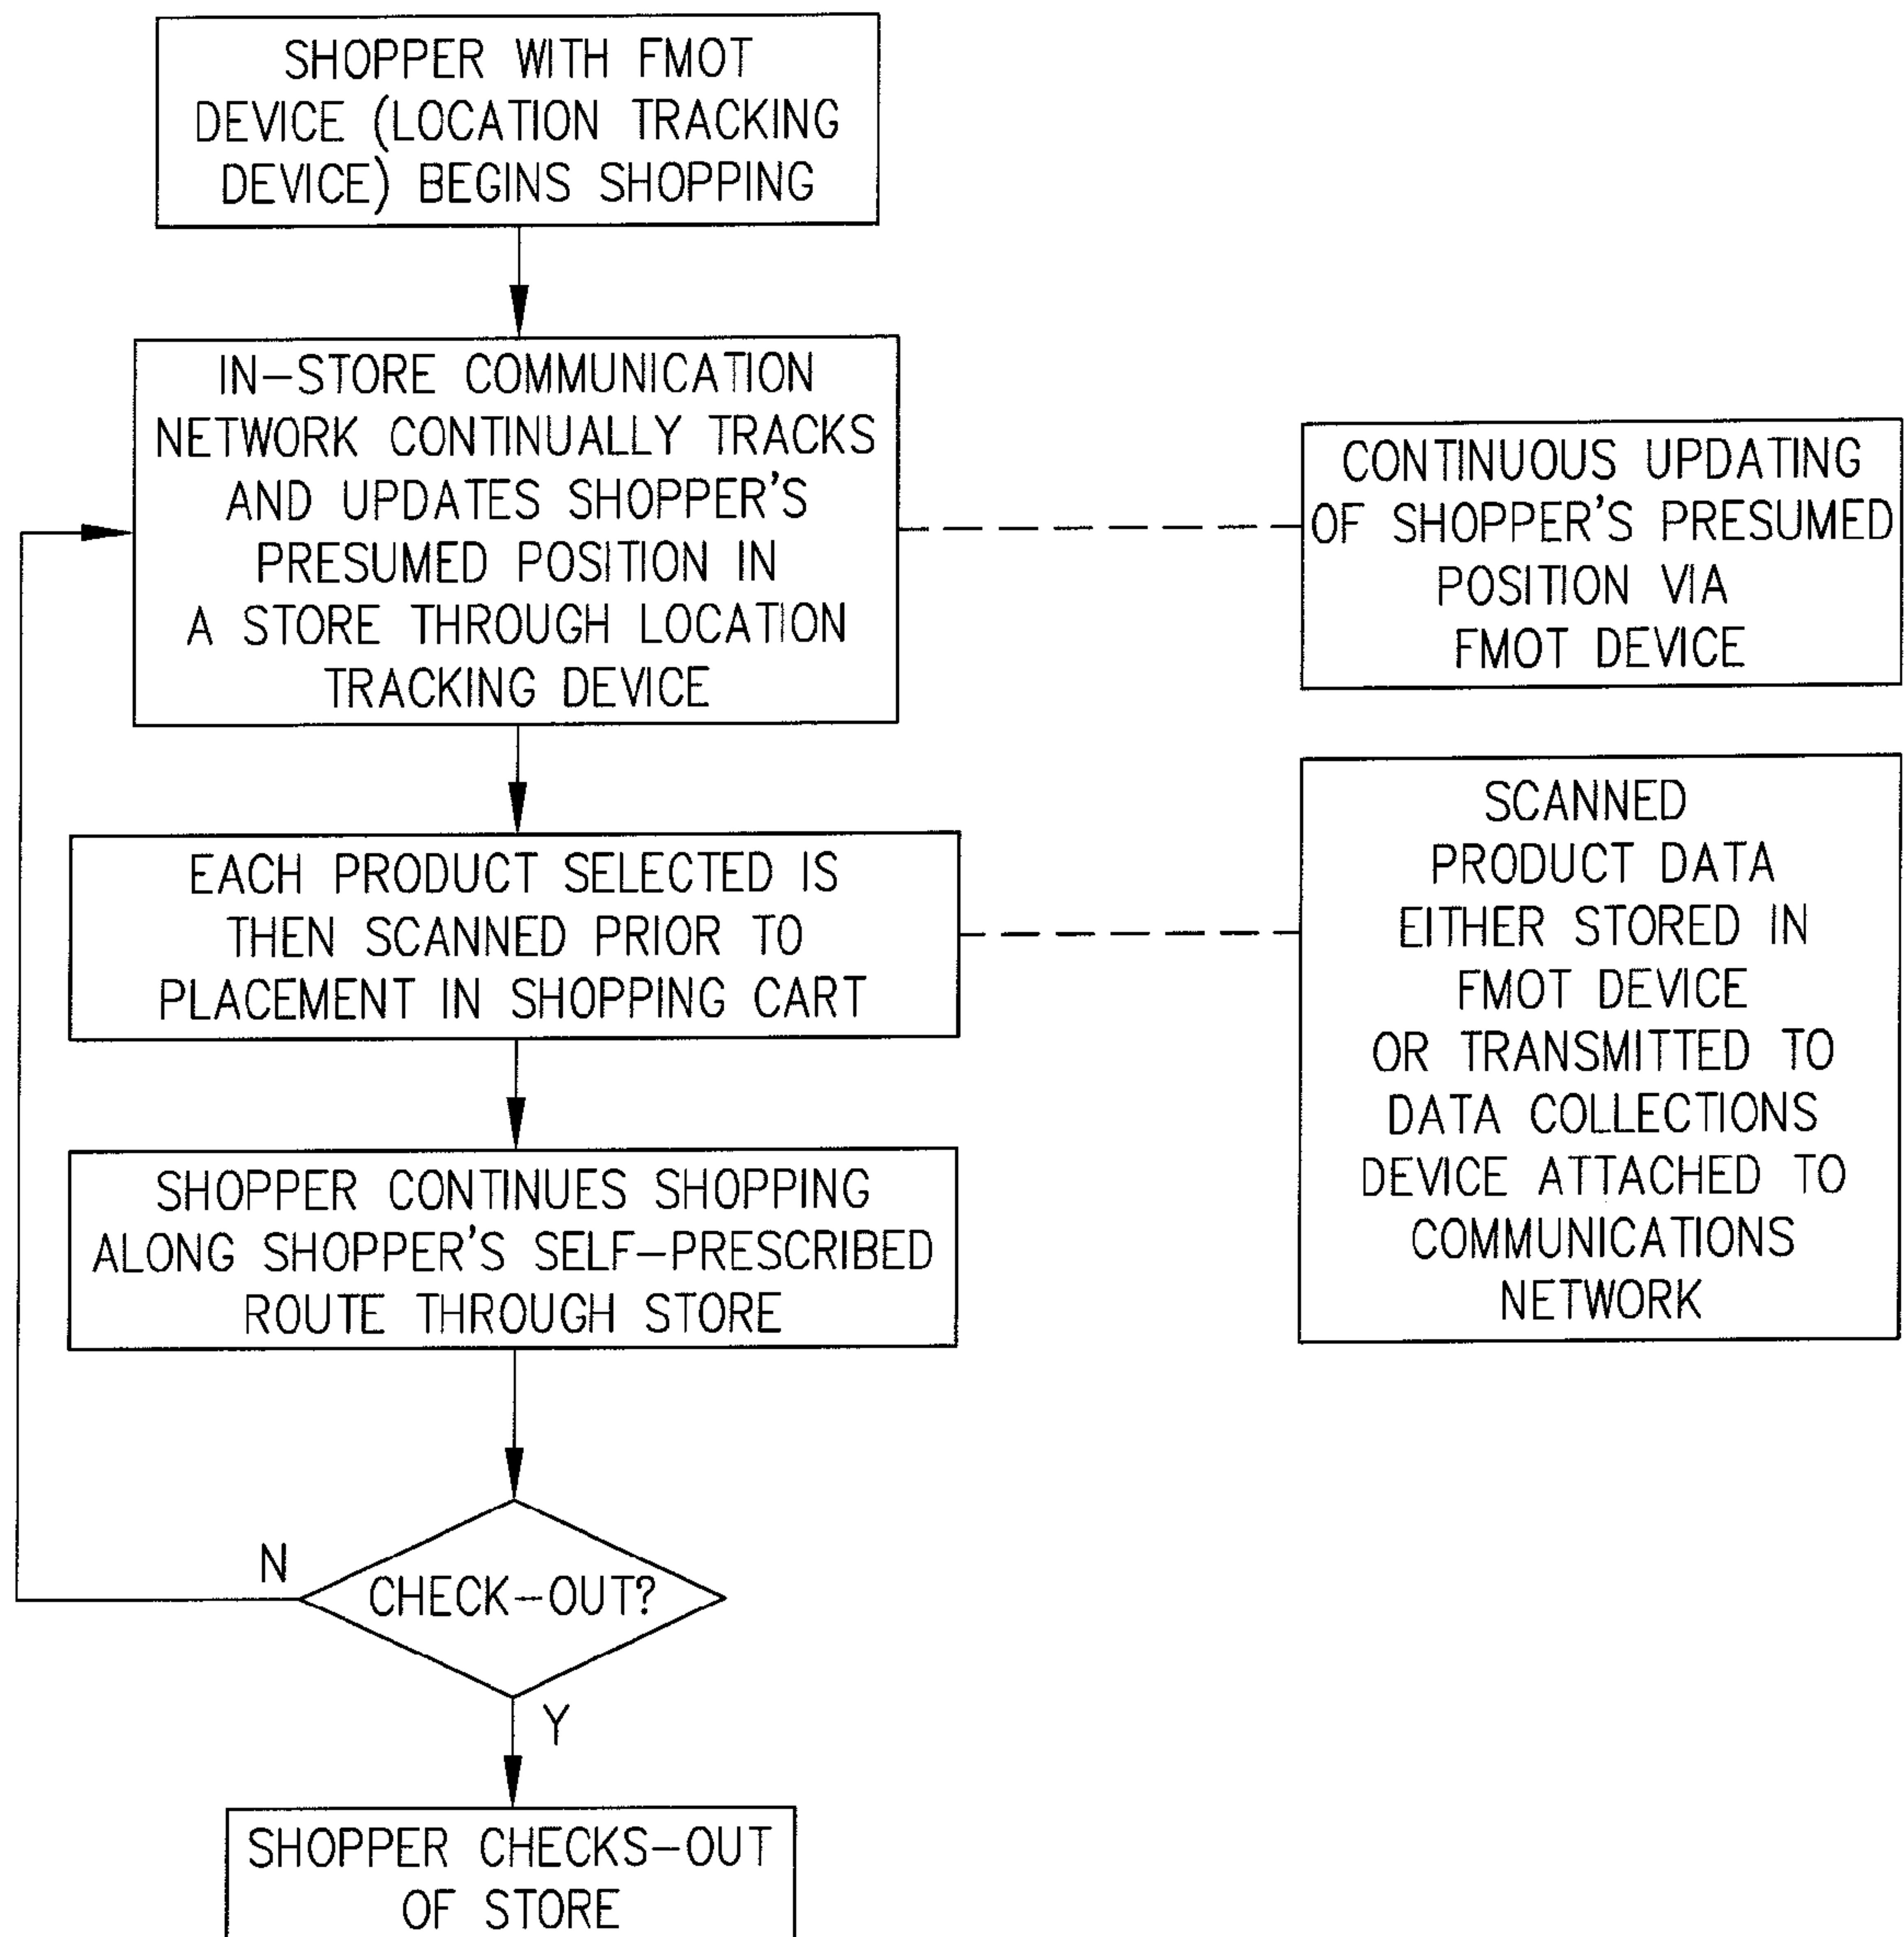 SHOPPER WITH FMOT
DEVICE (LOCATION TRACKING
DEVICE) BEGINS SHOPPING
IN-STORE COMMUNICATION
NETWORK CONTINUALLY TRACKS
AND UPDATES SHOPPER'S
PRESUMED POSITION IN
A STORE THROUGH LOCATION
TRACKING DEVICE
CONTINUOUS UPDATING
OF SHOPPER'S PRESUMED
POSITION VIA
FMOT DEVICE
EACH PRODUCT SELECTED IS
THEN SCANNED PRIOR TO
PLACEMENT IN SHOPPING CART
SCANNED
PRODUCT DATA
EITHER STORED IN
FMOT DEVICE
OR TRANSMITTED TO
DATA COLLECTIONS
DEVICE ATTACHED TO
COMMUNICATIONS
NETWORK
SHOPPER CONTINUES SHOPPING
ALONG SHOPPER'S SELF-PRESCRIBED
ROUTE THROUGH STORE
N
CHECK-OUT?
Y
SHOPPER CHECKS-OUT
OF STORE